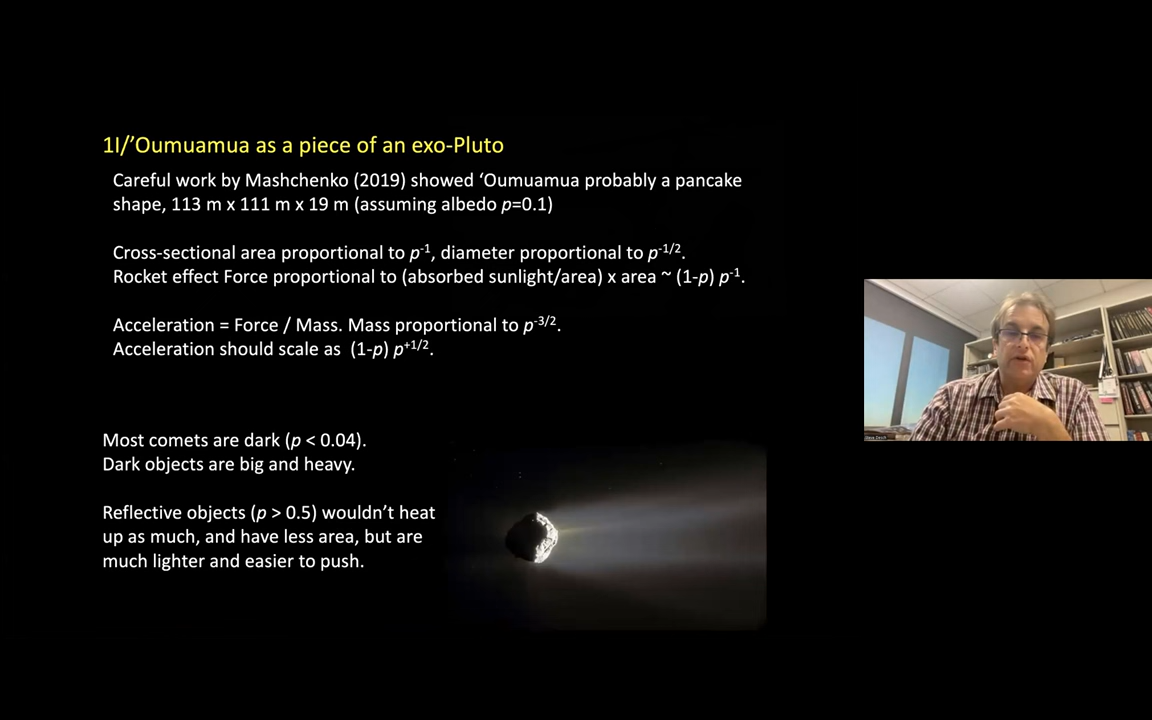 1I/’Oumuamua as a piece of an exo-Pluto
Careful work by Mashchenko (2019) showed ‘Oumuamua probably a pancake
shape, 113 m x 111 m x 19 m (assuming albedo p=0.1)
Cross-sectional area proportional to p⁻¹, diameter proportional to p⁻¹/².
Rocket effect Force proportional to (absorbed sunlight/area) x area ~ (1-p) p⁻¹.
Acceleration = Force / Mass. Mass proportional to p⁻³/².
Acceleration should scale as (1-p) p⁺¹/².
Most comets are dark (p < 0.04).
Dark objects are big and heavy.
Reflective objects (p > 0.5) wouldn’t heat
up as much, and have less area, but are
much lighter and easier to push.